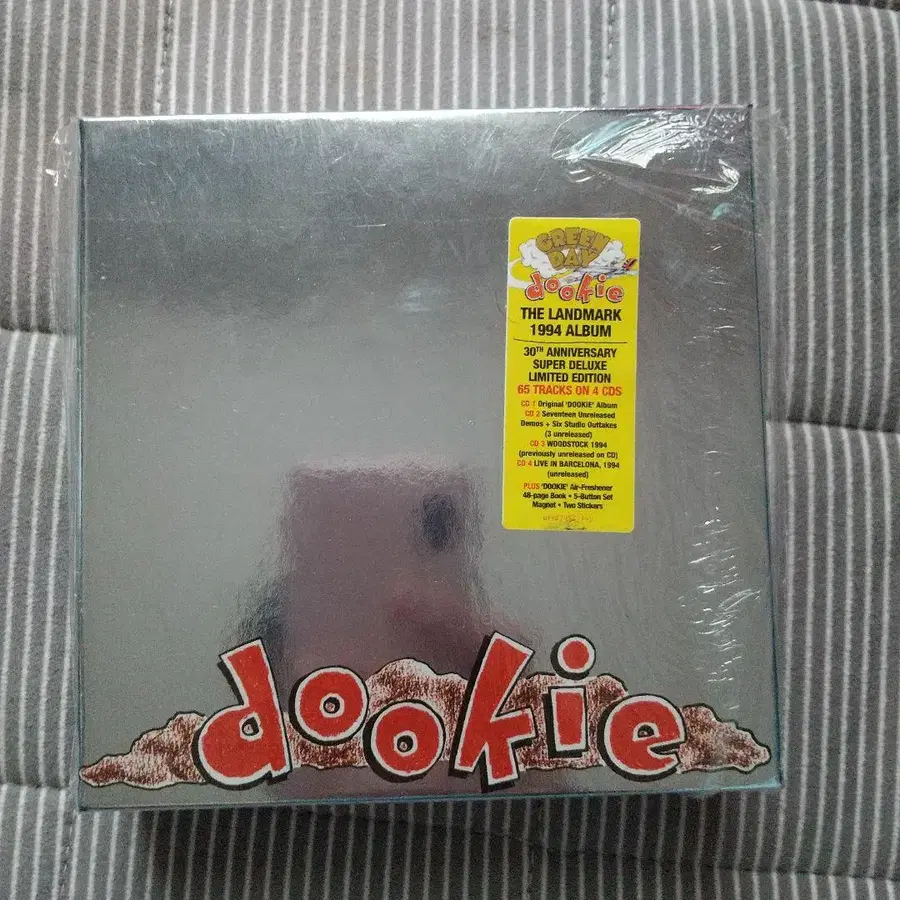 GREEN
DAY
dookie
THE LANDMARK
1994 ALBUM
30TH ANNIVERSARY
SUPER DELUXE
LIMITED EDITION
65 TRACKS ON 4 CDS
CD 1 Original 'DOOKIE' Album
CD 2 Seventeen Unreleased
Demos + Six Studio Outtakes
(3 unreleased)
CD 3 WOODSTOCK 1994
(previously unreleased on CD)
CD 4 LIVE IN BARCELONA, 1994
(unreleased)
PLUS 'DOOKIE' Air-Freshener
48-page Book • 5-Button Set
Magnet • Two Stickers
dookie